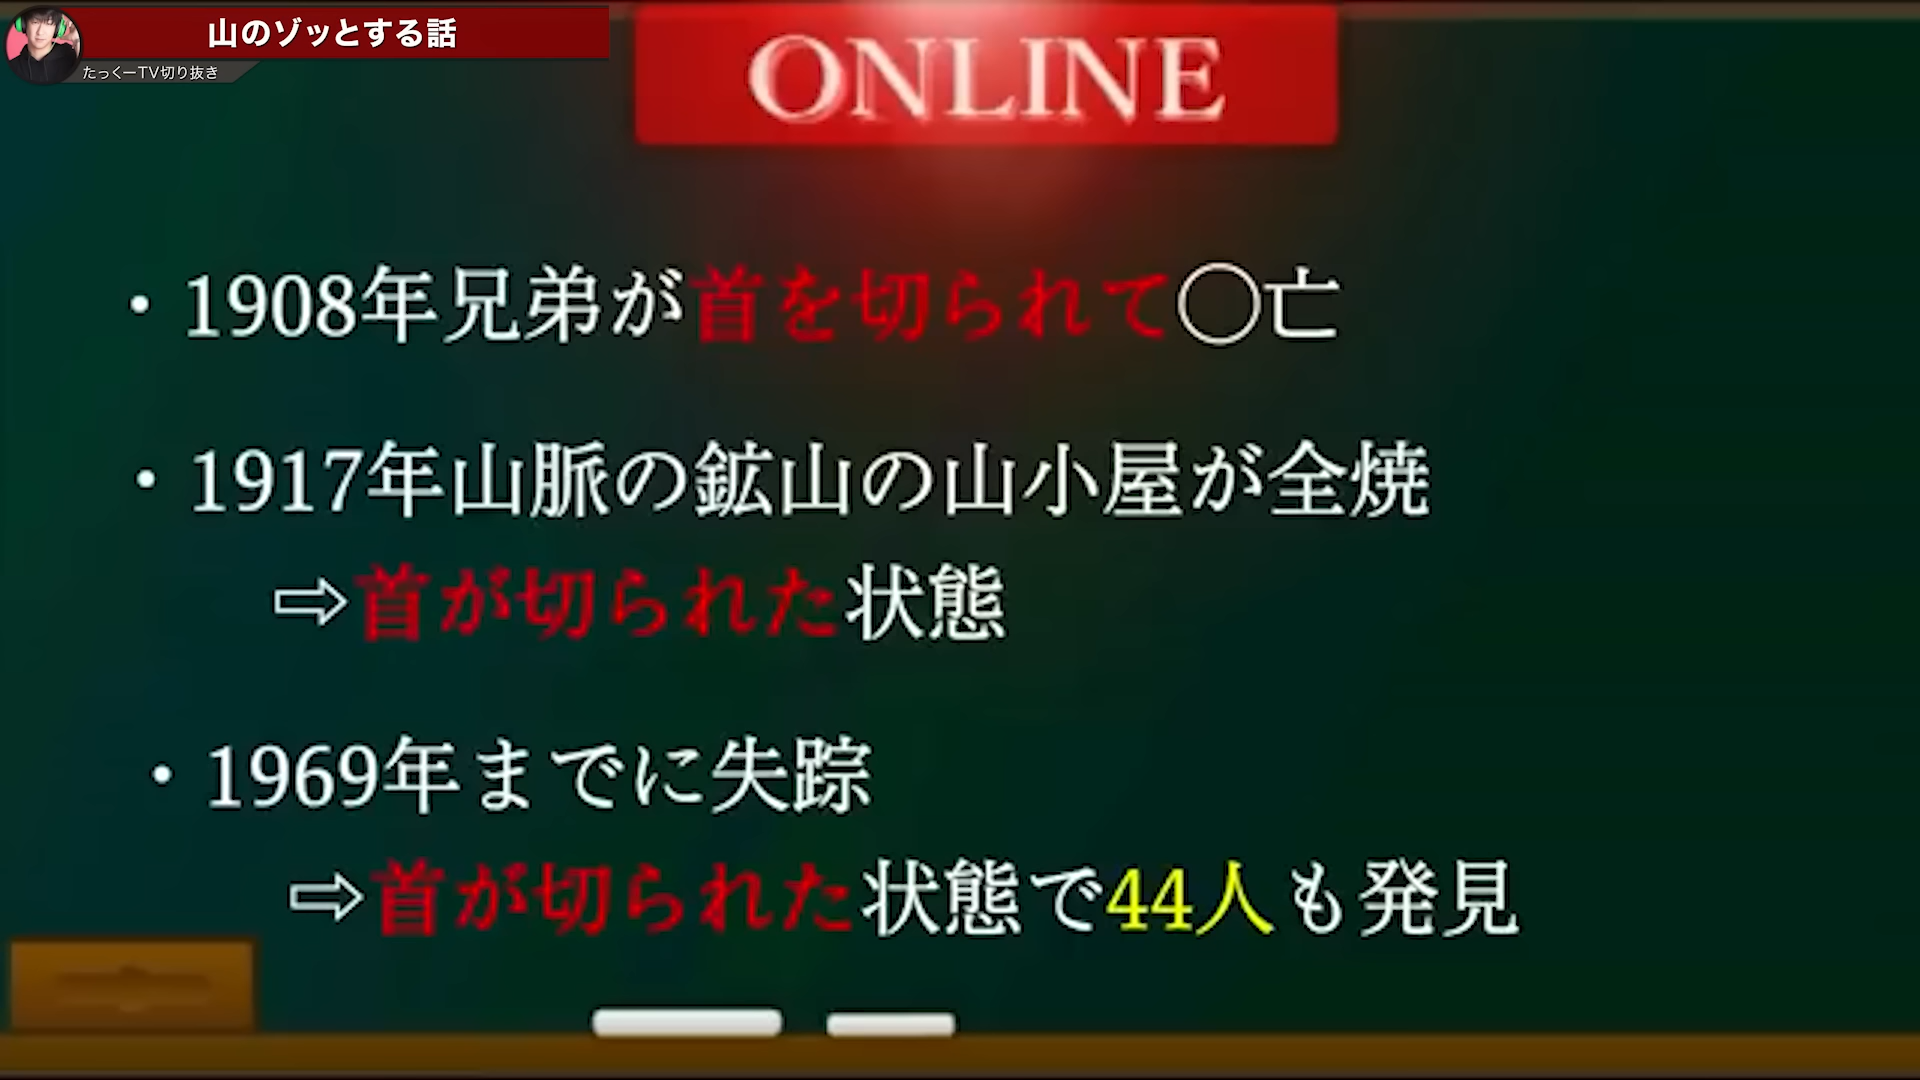 山のゾッとする話
たっくーTV切り抜き
ONLINE
・1908年兄弟が首を切られて◯亡
・1917年山脈の鉱山の山小屋が全焼
⇨首が切られた状態
・1969年までに失踪
⇨首が切られた状態で44人も発見